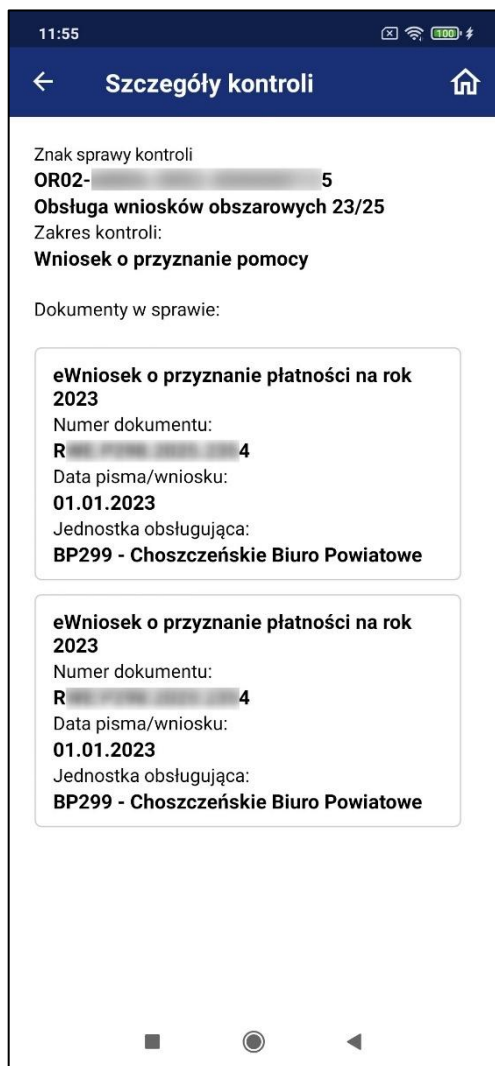 11:55
100
Szczegóły kontroli
Znak sprawy kontroli
OR02- 5
Obsługa wniosków obszarowych 23/25
Zakres kontroli:
Wniosek o przyznanie pomocy
Dokumenty w sprawie:
eWniosek o przyznanie płatności na rok
2023
Numer dokumentu:
R 4
Data pisma/wniosku:
01.01.2023
Jednostka obsługująca:
BP299 - Choszczeńskie Biuro Powiatowe
eWniosek o przyznanie płatności na rok
2023
Numer dokumentu:
R 4
Data pisma/wniosku:
01.01.2023
Jednostka obsługująca:
BP299 - Choszczeńskie Biuro Powiatowe